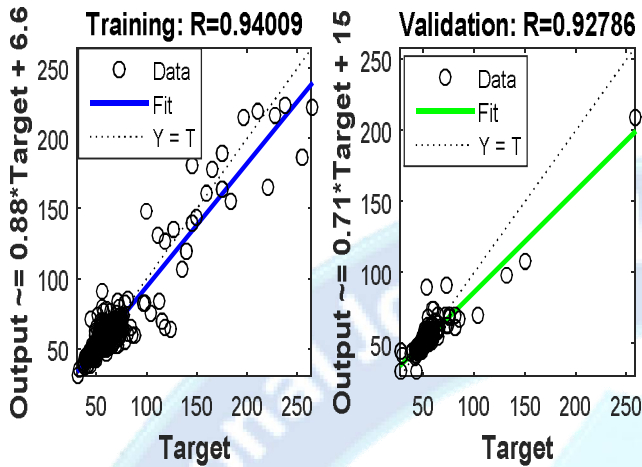 Training: R=0.94009
Output ~= 0.88*Target + 6.6
250
200
150
100
50
Data
Fit
Y = T
50
100
150
200
250
Target
Validation: R=0.92786
Output ~= 0.71*Target + 15
250
200
150
100
50
Data
Fit
Y = T
50
100
150
200
250
Target